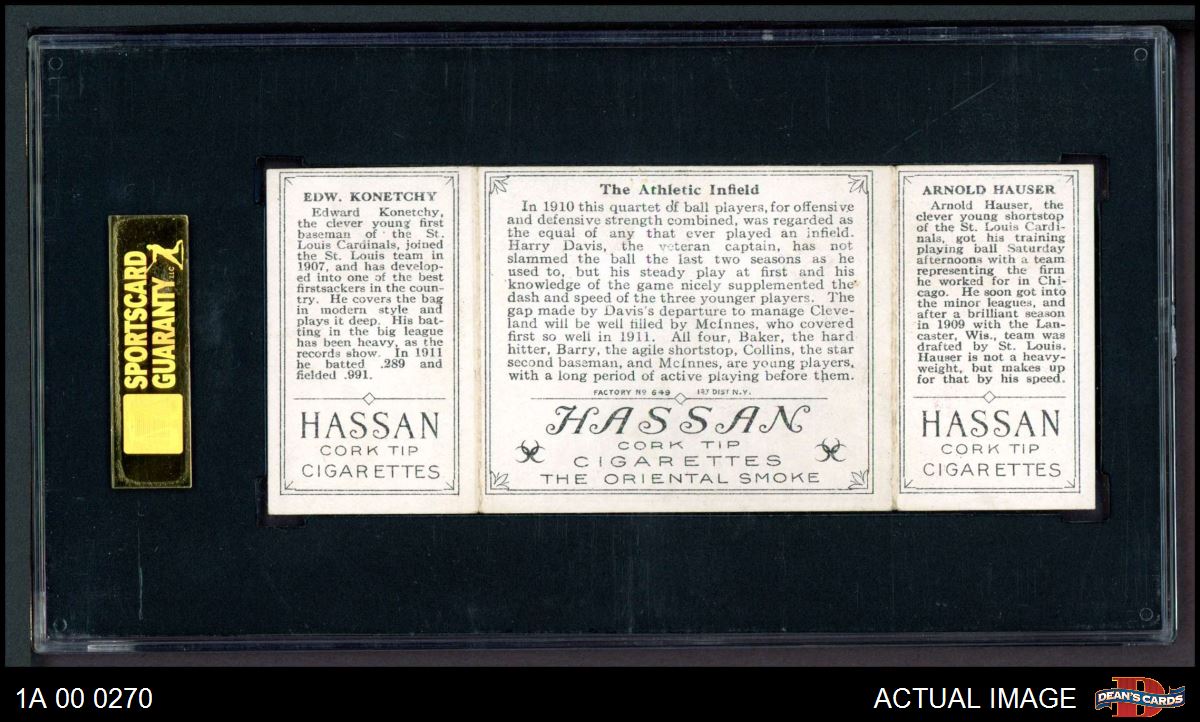 SPORTSCARD
GUARANTY LLC
EDW. KONETCHY
Edward Konetchy,
the clever young first
baseman of the St.
Louis Cardinals, joined
the St. Louis team in
1907, and has develop-
ed into one of the best
firstsackers in the coun-
try. He covers the bag
in modern style and
plays it deep. His bat-
ting in the big league
has been heavy, as the
records show. In 1911
he batted .289 and
fielded .991.
HASSAN
CORK TIP
CIGARETTES
The Athletic Infield
In 1910 this quartet of ball players, for offensive
and defensive strength combined, was regarded as
the equal of any that ever played an infield.
Harry Davis, the veteran captain, has not
slammed the ball the last two seasons as he
used to, but his steady play at first and his
knowledge of the game nicely supplemented the
dash and speed of the three younger players. The
gap made by Davis's departure to manage Cleve-
land will be well filled by McInnes, who covered
first so well in 1911. All four, Baker, the hard
hitter, Barry, the agile shortstop, Collins, the star
second baseman, and McInnes, are young players,
with a long period of active playing before them.
FACTORY Nº 649 1ST DIST N.Y.
HASSAN
CORK TIP
CIGARETTES
THE ORIENTAL SMOKE
ARNOLD HAUSER
Arnold Hauser, the
clever young shortstop
of the St. Louis Cardi-
nals, got his training
playing ball Saturday
afternoons with a team
representing the firm
he worked for in Chi-
cago. He soon got into
the minor leagues, and
after a brilliant season
in 1909 with the Lan-
caster, Wis., team was
drafted by St. Louis.
Hauser is not a heavy-
weight, but makes up
for that by his speed.
HASSAN
CORK TIP
CIGARETTES
1A 00 0270
ACTUAL IMAGE
DEAN'S CARDS